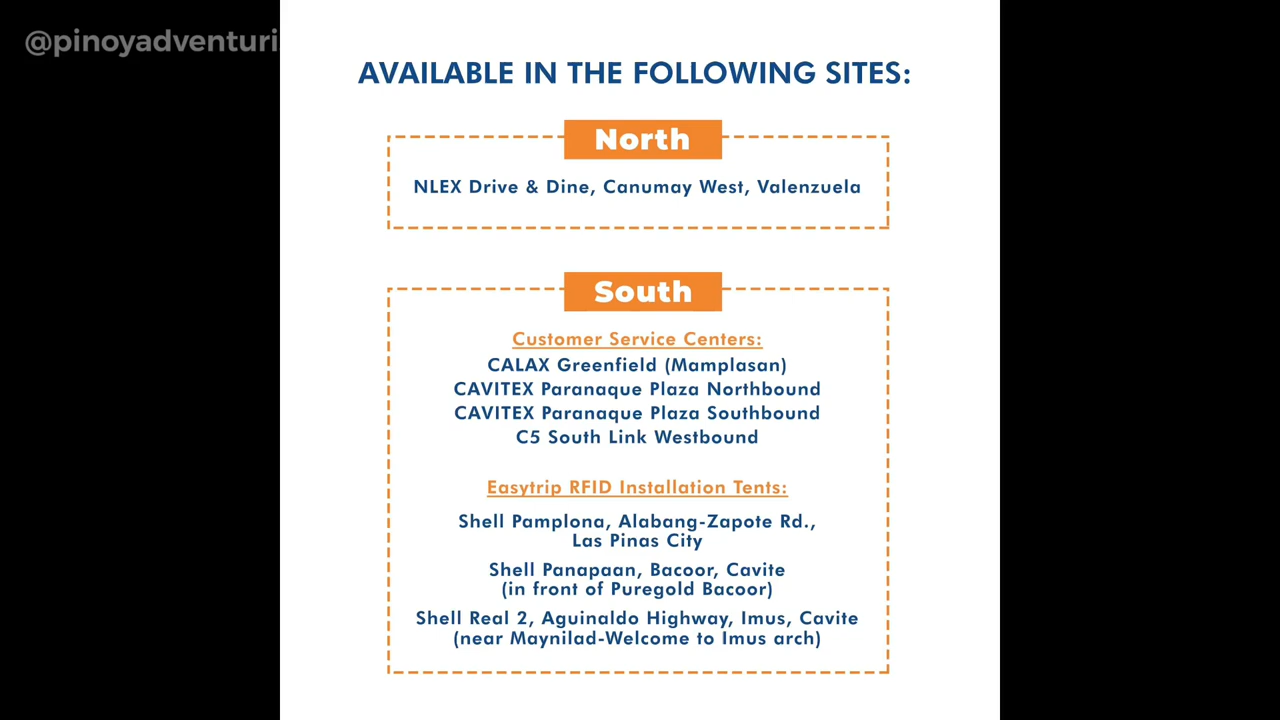 @pinoyadventuri
AVAILABLE IN THE FOLLOWING SITES:
North
NLEX Drive & Dine, Canumay West, Valenzuela
South
Customer Service Centers:
CALAX Greenfield (Mamplasan)
CAVITEX Paranaque Plaza Northbound
CAVITEX Paranaque Plaza Southbound
C5 South Link Westbound
Easytrip RFID Installation Tents:
Shell Pamplona, Alabang-Zapote Rd.,
Las Pinas City
Shell Panapaan, Bacoor, Cavite
(in front of Puregold Bacoor)
Shell Real 2, Aguinaldo Highway, Imus, Cavite
(near Maynilad-Welcome to Imus arch)